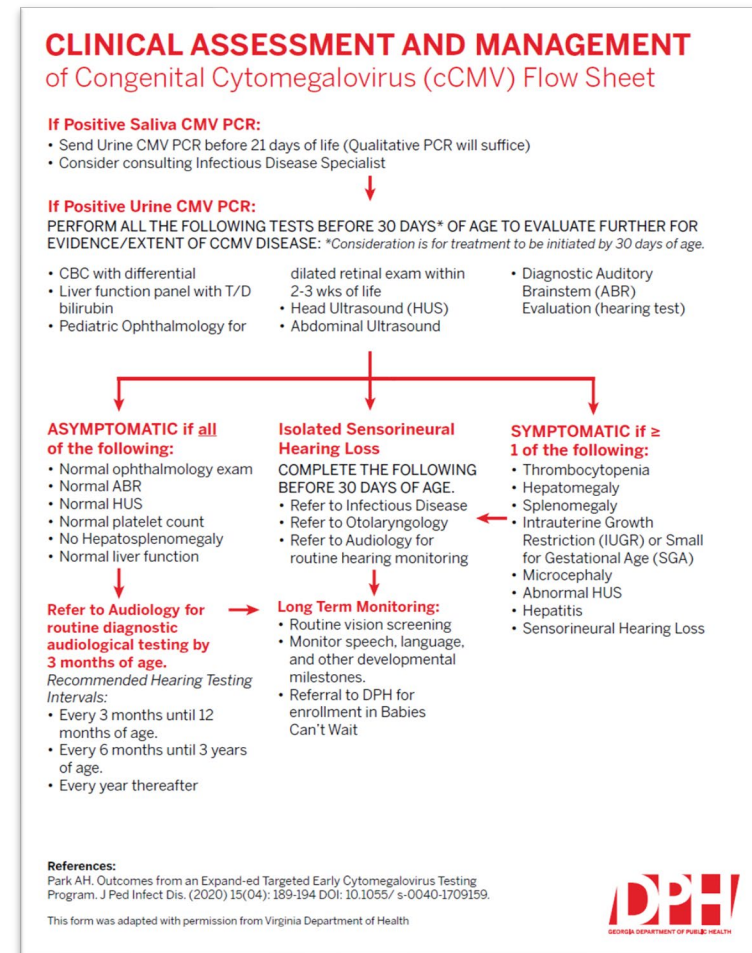 CLINICAL ASSESSMENT AND MANAGEMENT
of Congenital Cytomegalovirus (cCMV) Flow Sheet
If Positive Saliva CMV PCR:
• Send Urine CMV PCR before 21 days of life (Qualitative PCR will suffice)
• Consider consulting Infectious Disease Specialist
If Positive Urine CMV PCR:
PERFORM ALL THE FOLLOWING TESTS BEFORE 30 DAYS* OF AGE TO EVALUATE FURTHER FOR
EVIDENCE/EXTENT OF CCMV DISEASE: *Consideration is for treatment to be initiated by 30 days of age.
• CBC with differential
• Liver function panel with T/D
bilirubin
• Pediatric Ophthalmology for
dilated retinal exam within
2-3 wks of life
• Head Ultrasound (HUS)
• Abdominal Ultrasound
• Diagnostic Auditory
Brainstem (ABR)
Evaluation (hearing test)
ASYMPTOMATIC if all
of the following:
• Normal ophthalmology exam
• Normal ABR
• Normal HUS
• Normal platelet count
• No Hepatosplenomegaly
• Normal liver function
Refer to Audiology for
routine diagnostic
audiological testing by
3 months of age.
Recommended Hearing Testing
Intervals:
• Every 3 months until 12
months of age.
• Every 6 months until 3 years
of age.
• Every year thereafter
Isolated Sensorineural
Hearing Loss
COMPLETE THE FOLLOWING
BEFORE 30 DAYS OF AGE.
• Refer to Infectious Disease
• Refer to Otolaryngology
• Refer to Audiology for
routine hearing monitoring
Long Term Monitoring:
• Routine vision screening
• Monitor speech, language,
and other developmental
milestones.
• Referral to DPH for
enrollment in Babies
Can't Wait
SYMPTOMATIC if ≥
1 of the following:
• Thrombocytopenia
• Hepatomegaly
• Splenomegaly
• Intrauterine Growth
Restriction (IUGR) or Small
for Gestational Age (SGA)
• Microcephaly
• Abnormal HUS
• Hepatitis
• Sensorineural Hearing Loss
References:
Park AH. Outcomes from an Expand-ed Targeted Early Cytomegalovirus Testing
Program. J Ped Infect Dis. (2020) 15(04): 189-194 DOI: 10.1055/ s-0040-1709159.
This form was adapted with permission from Virginia Department of Health
DPH
GEORGIA DEPARTMENT OF PUBLIC HEALTH